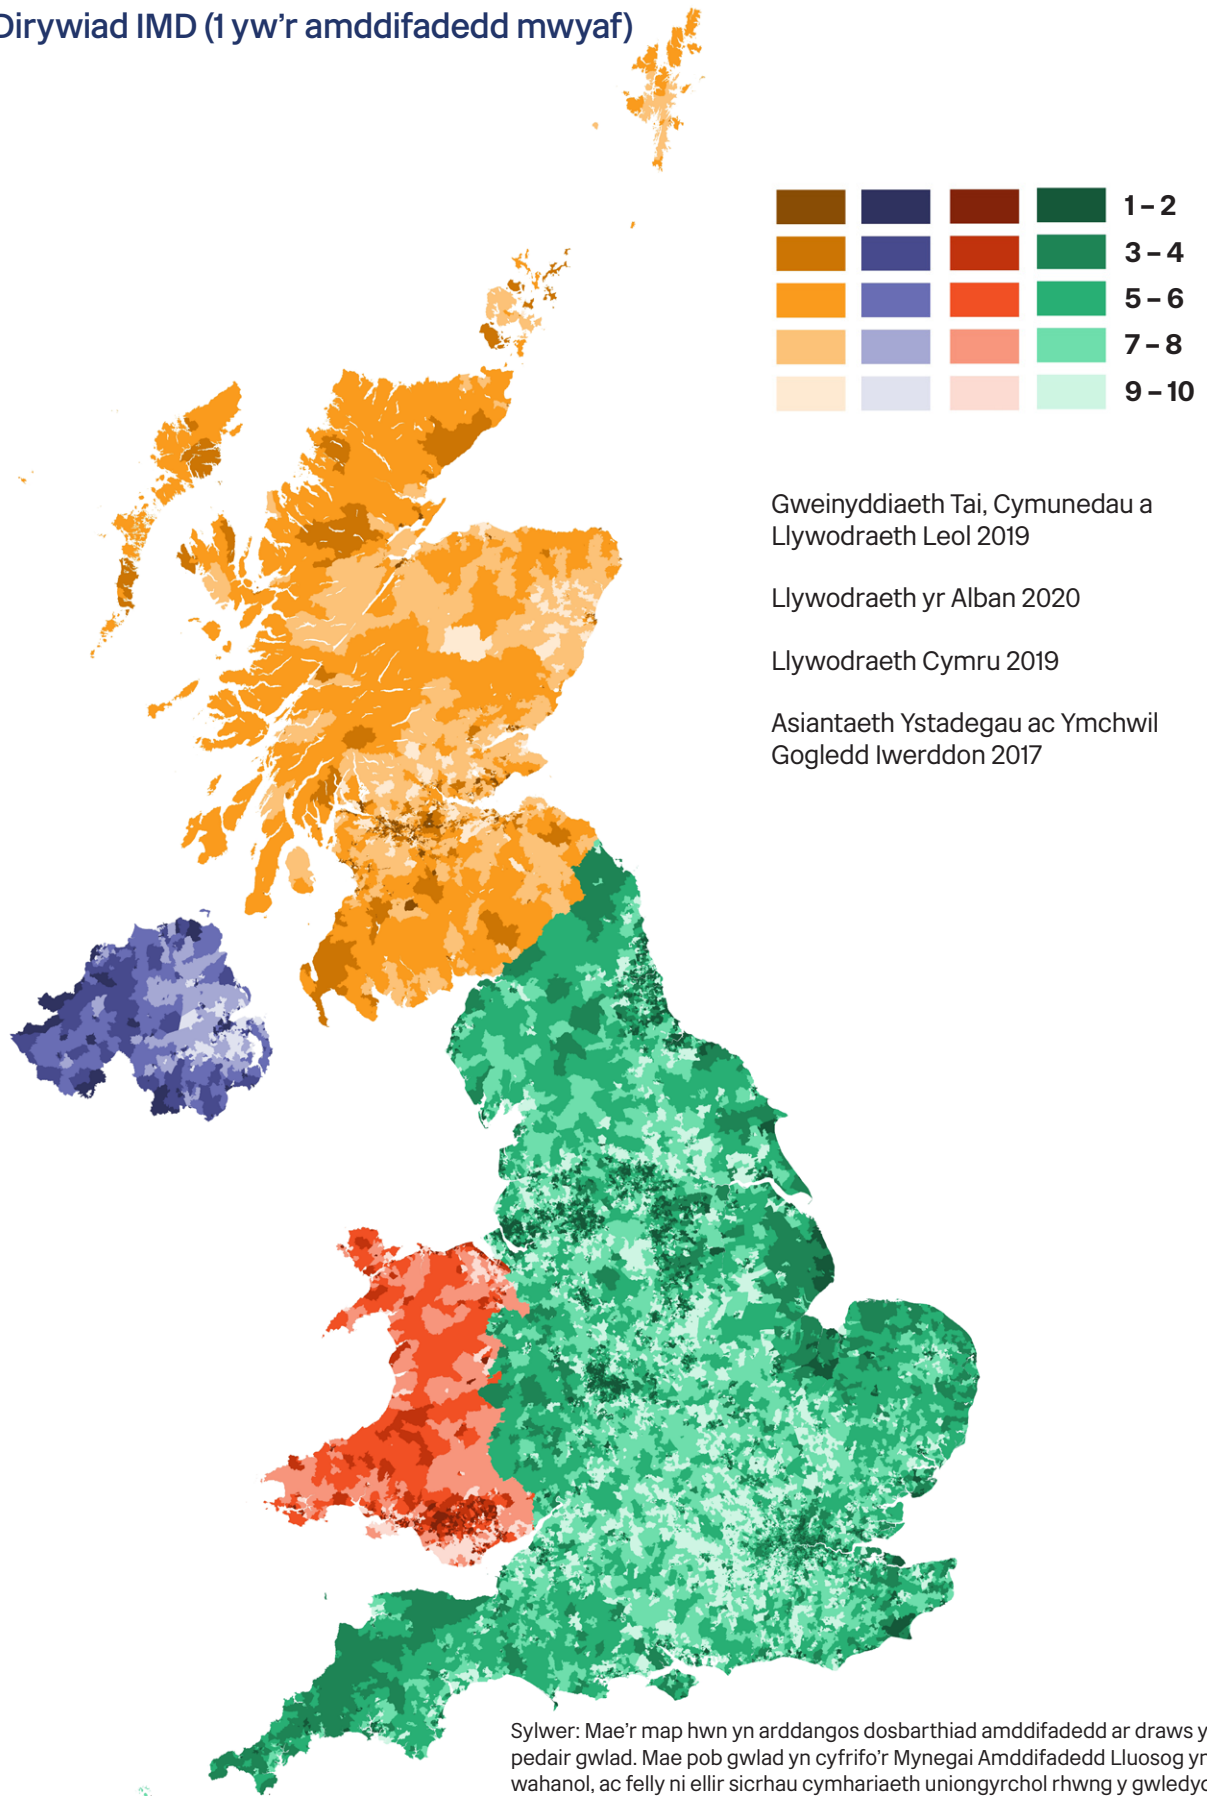 Dirywiad IMD (1 yw'r amddifadedd mwyaf)
1 – 2
3 – 4
5 – 6
7 – 8
9 – 10
Gweinyddiaeth Tai, Cymunedau a
Llywodraeth Leol 2019
Llywodraeth yr Alban 2020
Llywodraeth Cymru 2019
Asiantaeth Ystadegau ac Ymchwil
Gogledd Iwerddon 2017
Sylwer: Mae'r map hwn yn arddangos dosbarthiad amddifadedd ar draws y
pedair gwlad. Mae pob gwlad yn cyfrifo'r Mynegai Amddifadedd Lluosog yn
wahanol, ac felly ni ellir sicrhau cymhariaeth uniongyrchol rhwng y